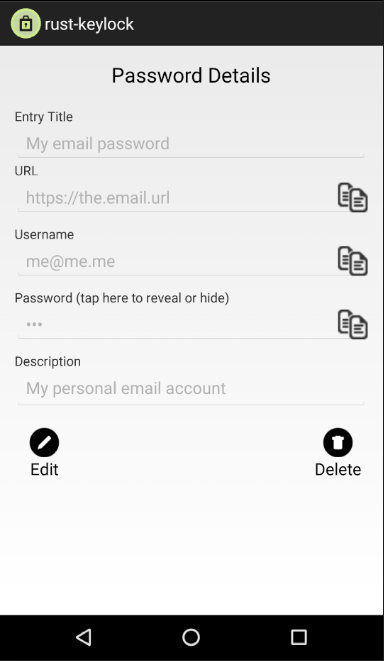 rust-keylock
Password Details
Entry Title
My email password
URL
https://the.email.url
Username
me@me.me
Password (tap here to reveal or hide)
•••
Description
My personal email account
Edit
Delete